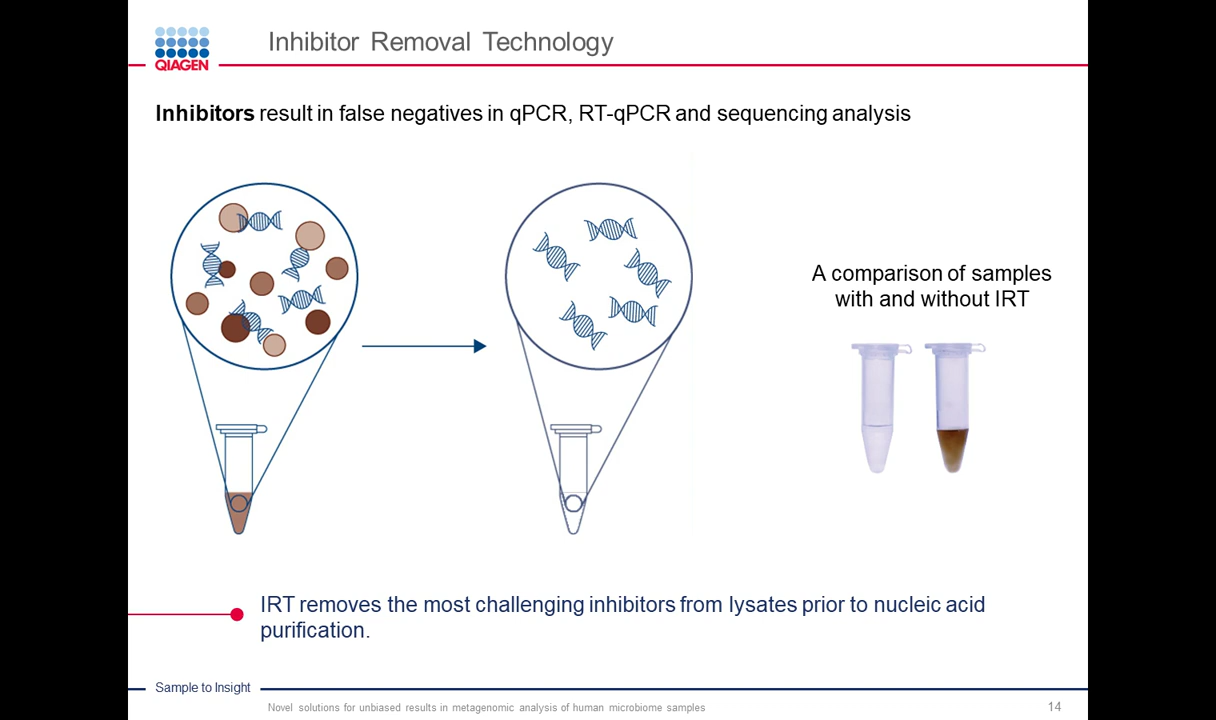 QIAGEN
Inhibitor Removal Technology
Inhibitors result in false negatives in qPCR, RT-qPCR and sequencing analysis
A comparison of samples
with and without IRT
IRT removes the most challenging inhibitors from lysates prior to nucleic acid
purification.
Sample to Insight
Novel solutions for unbiased results in metagenomic analysis of human microbiome samples
14